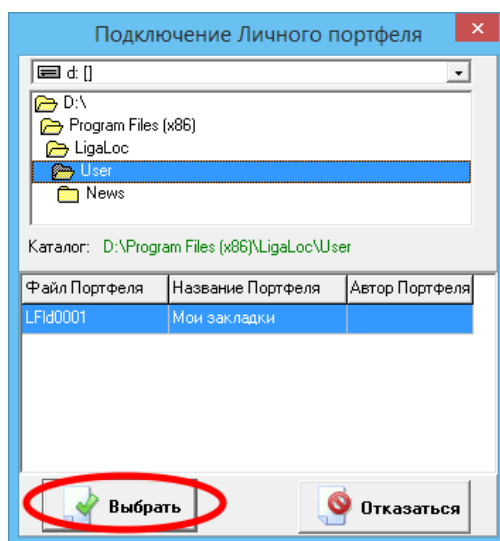 Подключение Личного портфеля
d: []
D:\
Program Files (x86)
LigaLoc
User
News
Каталог: D:\Program Files (x86)\LigaLoc\User
Файл Портфеля Название Портфеля Автор Портфеля
LFld0001 Мои закладки
Выбрать Отказаться